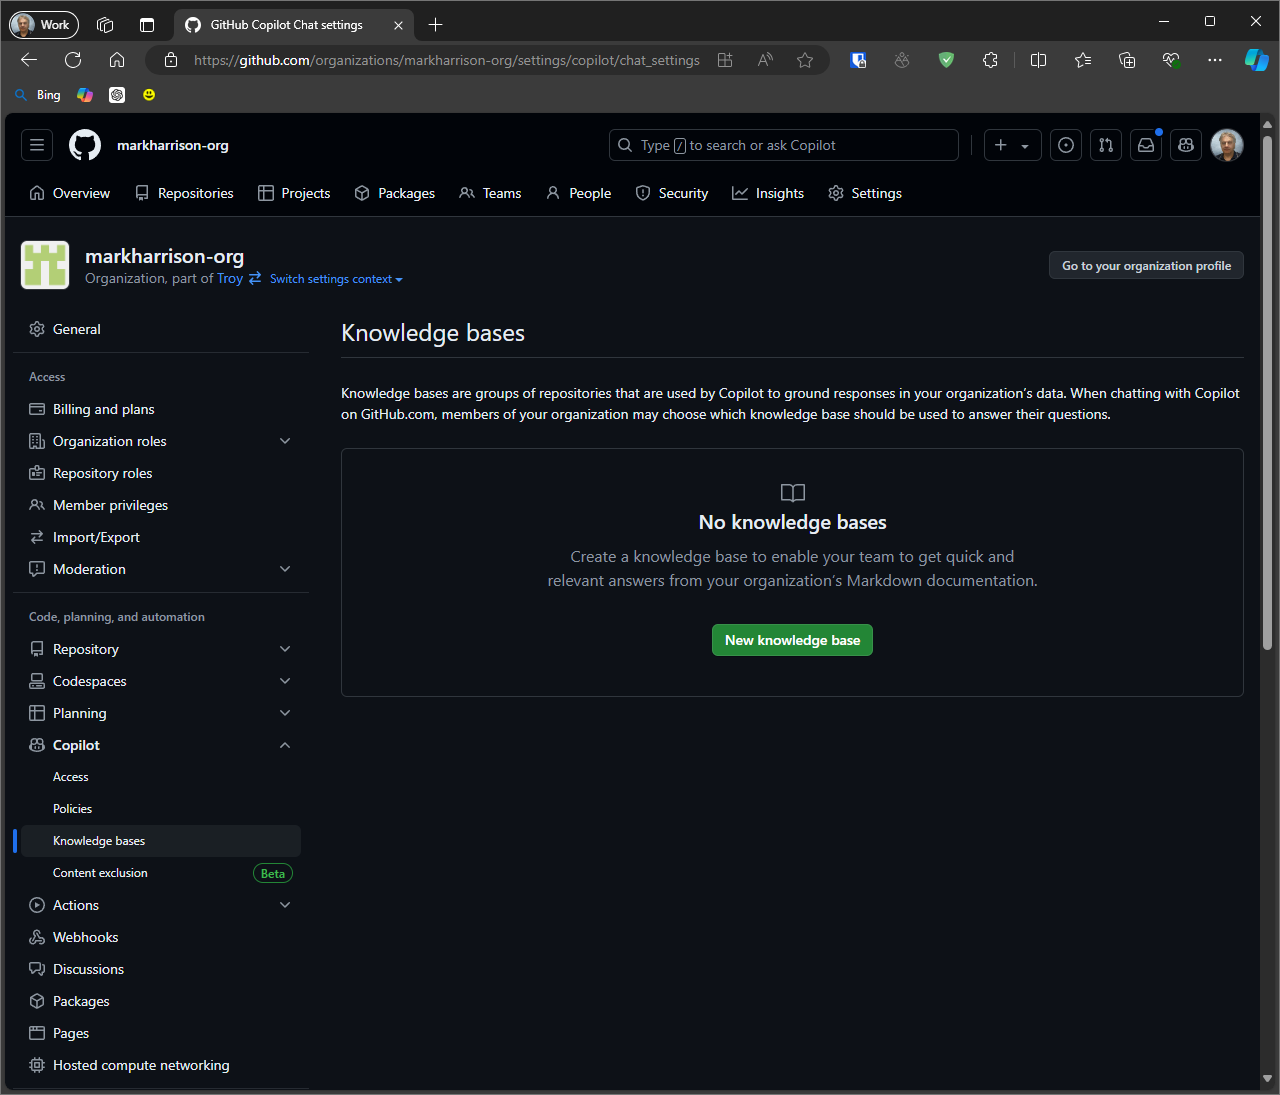 Work
GitHub Copilot Chat settings
https://github.com/organizations/markharrison-org/settings/copilot/chat_settings
Bing
markharrison-org
Type / to search or ask Copilot
Overview
Repositories
Projects
Packages
Teams
People
Security
Insights
Settings
markharrison-org
Organization, part of Troy Switch settings context
Go to your organization profile
General
Access
Billing and plans
Organization roles
Repository roles
Member privileges
Import/Export
Moderation
Code, planning, and automation
Repository
Codespaces
Planning
Copilot
Access
Policies
Knowledge bases
Content exclusion
Beta
Actions
Webhooks
Discussions
Packages
Pages
Hosted compute networking
Knowledge bases
Knowledge bases are groups of repositories that are used by Copilot to ground responses in your organization's data. When chatting with Copilot
on GitHub.com, members of your organization may choose which knowledge base should be used to answer their questions.
No knowledge bases
Create a knowledge base to enable your team to get quick and
relevant answers from your organization's Markdown documentation.
New knowledge base